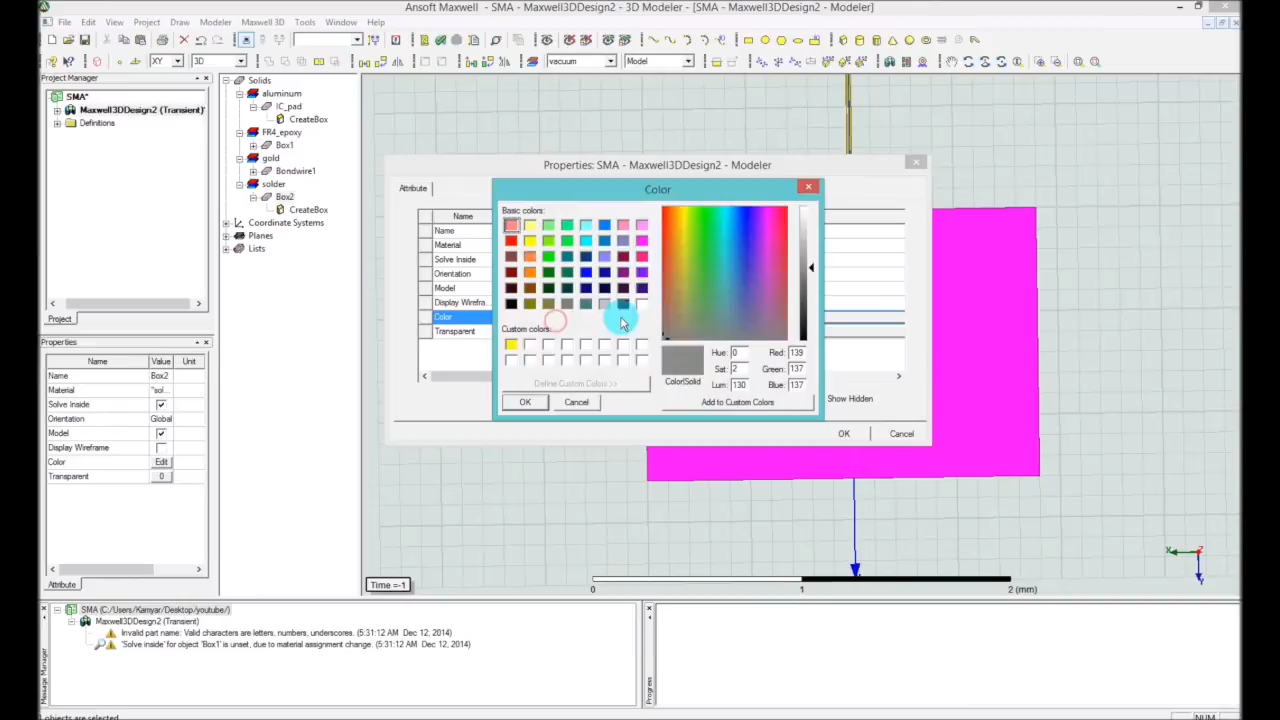 Ansoft Maxwell - SMA - Maxwell3DDesign2 - 3D Modeler - [SMA - Maxwell3DDesign2 - Modeler]
File Edit View Project Draw Modeler Maxwell 3D Tools Window Help
XY 3D vacuum Model
Project Manager
SMA*
Maxwell3DDesign2 (Transient)*
Definitions
Project
Solids
aluminum
IC_pad
CreateBox
FR4_epoxy
Box1
gold
Bondwire1
solder
Box2
CreateBox
Coordinate Systems
Planes
Lists
Properties
Name Value Unit
Name Box2
Material "sol...
Solve Inside
Orientation Global
Model
Display Wireframe
Color Edit
Transparent 0
Attribute
Properties: SMA - Maxwell3DDesign2 - Modeler
Attribute
Name
Name
Material
Solve Inside
Orientation
Model
Display Wirefra...
Color
Transparent
Show Hidden
OK Cancel
Color
Basic colors:
Custom colors:
Define Custom Colors >>
OK Cancel
Color|Solid
Hue: 0 Red: 139
Sat: 2 Green: 137
Lum: 130 Blue: 137
Add to Custom Colors
Time =-1
0 1 2 (mm)
X Z Y
Message Manager
SMA (C:/Users/Kamyar/Desktop/youtube/)
Maxwell3DDesign2 (Transient)
Invalid part name: Valid characters are letters, numbers, underscores. (5:31:12 AM Dec 12, 2014)
'Solve inside' for object 'Box1' is unset, due to material assignment change. (5:31:12 AM Dec 12, 2014)
Progress
objects are selected
NUM